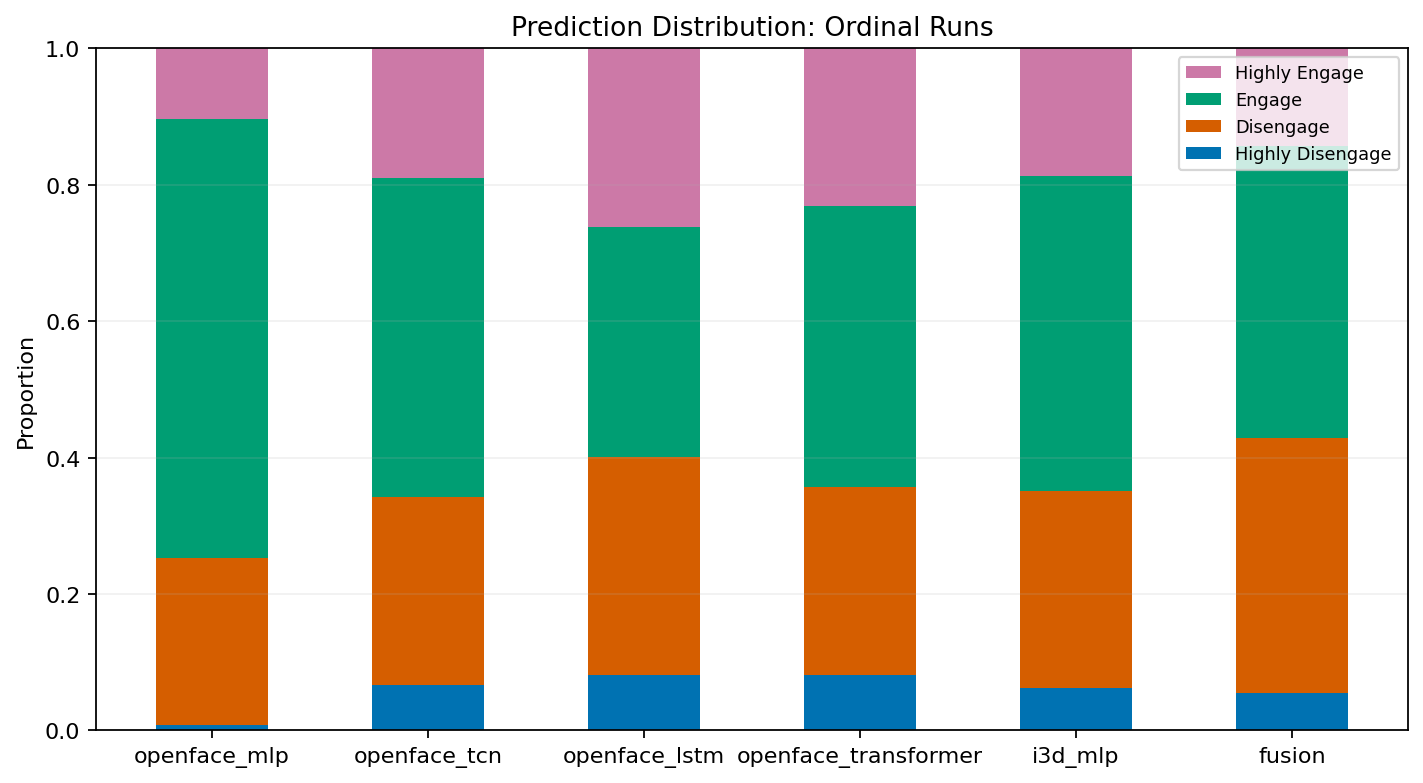 Prediction Distribution: Ordinal Runs
Highly Engage
Engage
Disengage
Highly Disengage
Proportion
1.0
0.8
0.6
0.4
0.2
0.0
openface_mlp openface_tcn openface_lstm openface_transformer i3d_mlp fusion